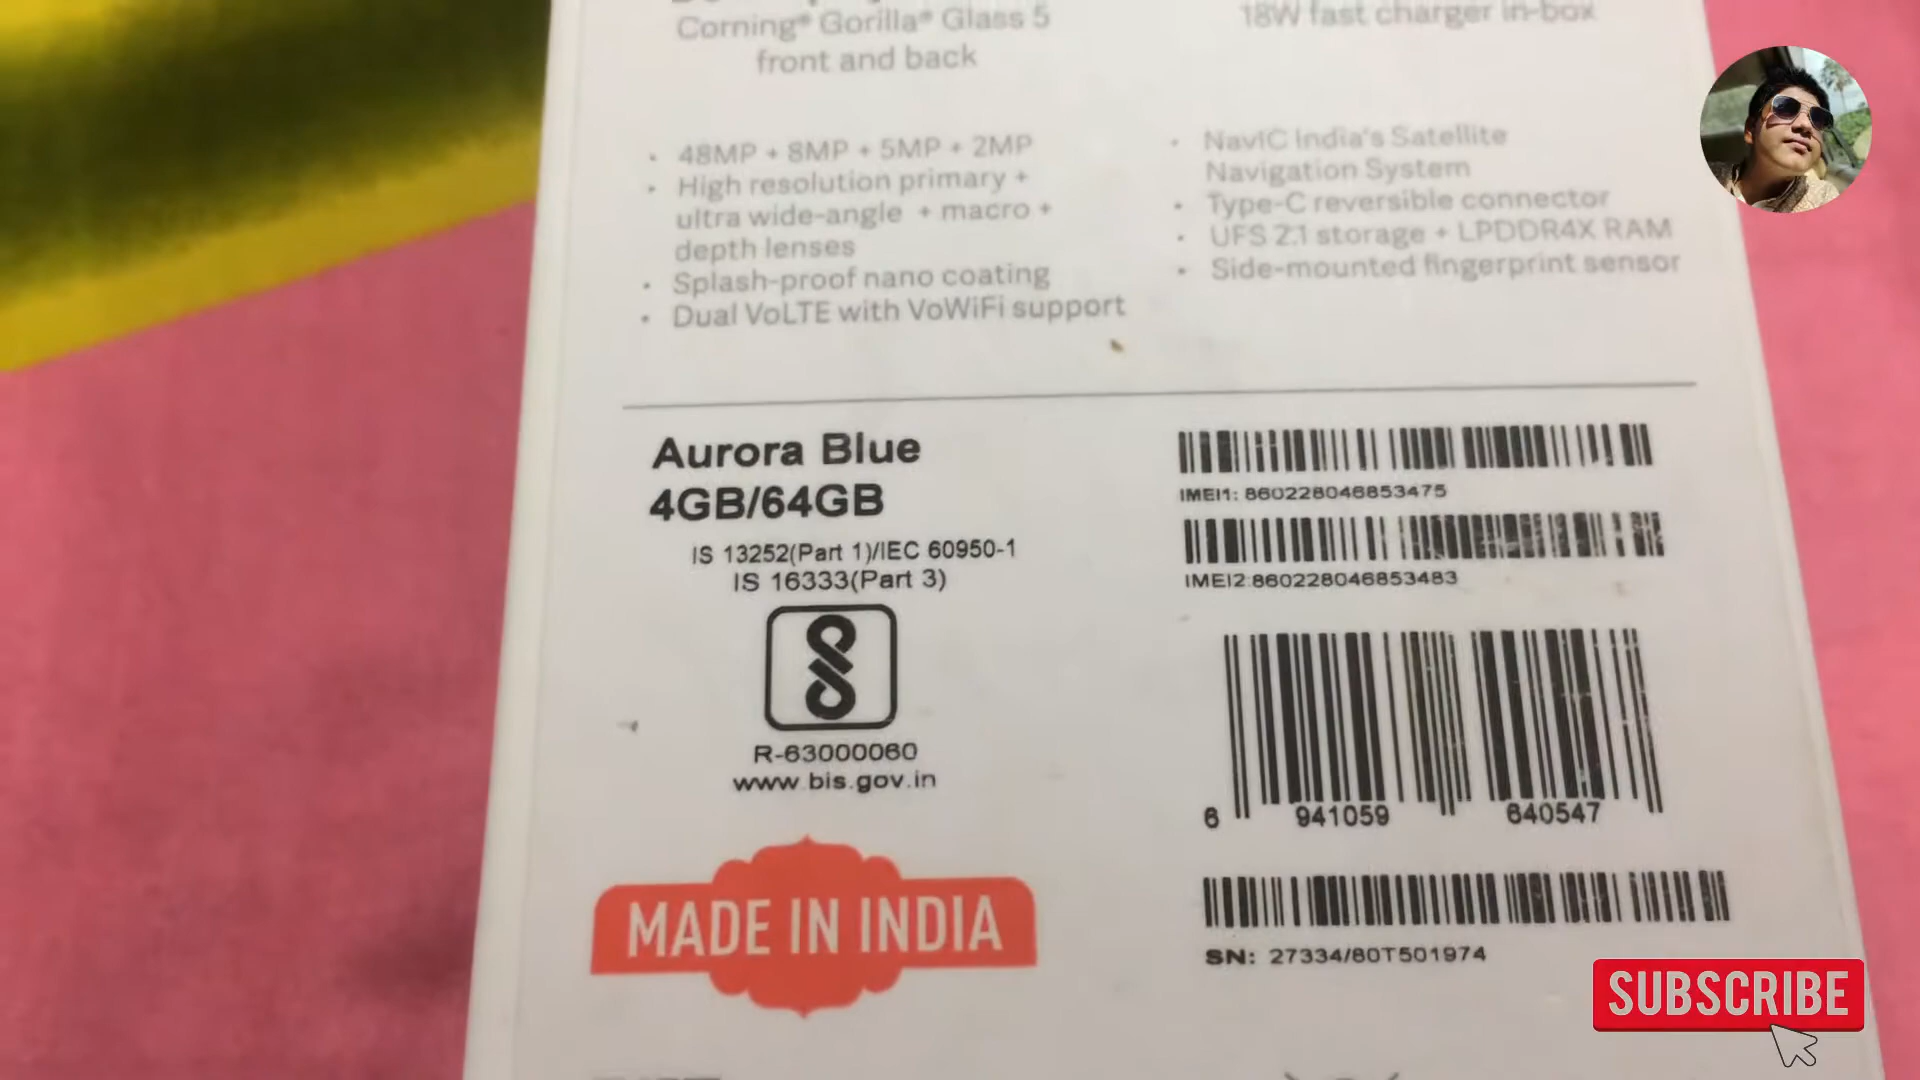 Corning® Gorilla® Glass 5
front and back
18W fast charger in-box
• 48MP + 8MP + 5MP + 2MP
• High resolution primary +
ultra wide-angle + macro +
depth lenses
• Splash-proof nano coating
• Dual VoLTE with VoWiFi support
• NavIC India's Satellite
Navigation System
• Type-C reversible connector
• UFS 2.1 storage + LPDDR4X RAM
• Side-mounted fingerprint sensor
Aurora Blue
4GB/64GB
IS 13252(Part 1)/IEC 60950-1
IS 16333(Part 3)
R-63000060
www.bis.gov.in
MADE IN INDIA
IMEI1: 860228046853475
IMEI2:860228046853483
6 941059 640547
SN: 27334/80T501974
SUBSCRIBE